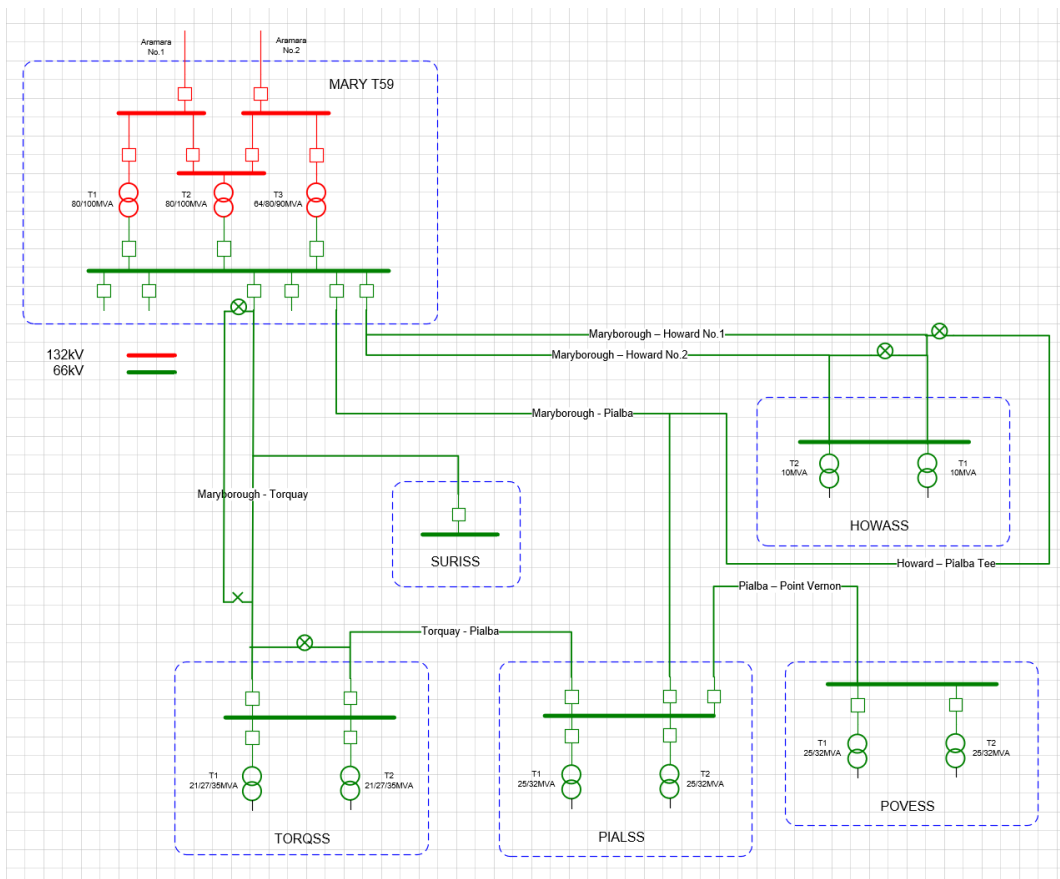 Aramara
No.1
Aramara
No.2
MARY T59
T1
80/100MVA
T2
80/100MVA
T3
64/80/90MVA
132kV
66kV
Maryborough – Howard No.1
Maryborough – Howard No.2
Maryborough - Pialba
T2
10MVA
T1
10MVA
HOWASS
Maryborough - Torquay
SURISS
Howard – Pialba Tee
Pialba – Point Vernon
Torquay - Pialba
T1
21/27/35MVA
T2
21/27/35MVA
TORQSS
T1
25/32MVA
T2
25/32MVA
PIALSS
T1
25/32MVA
T2
25/32MVA
POVESS